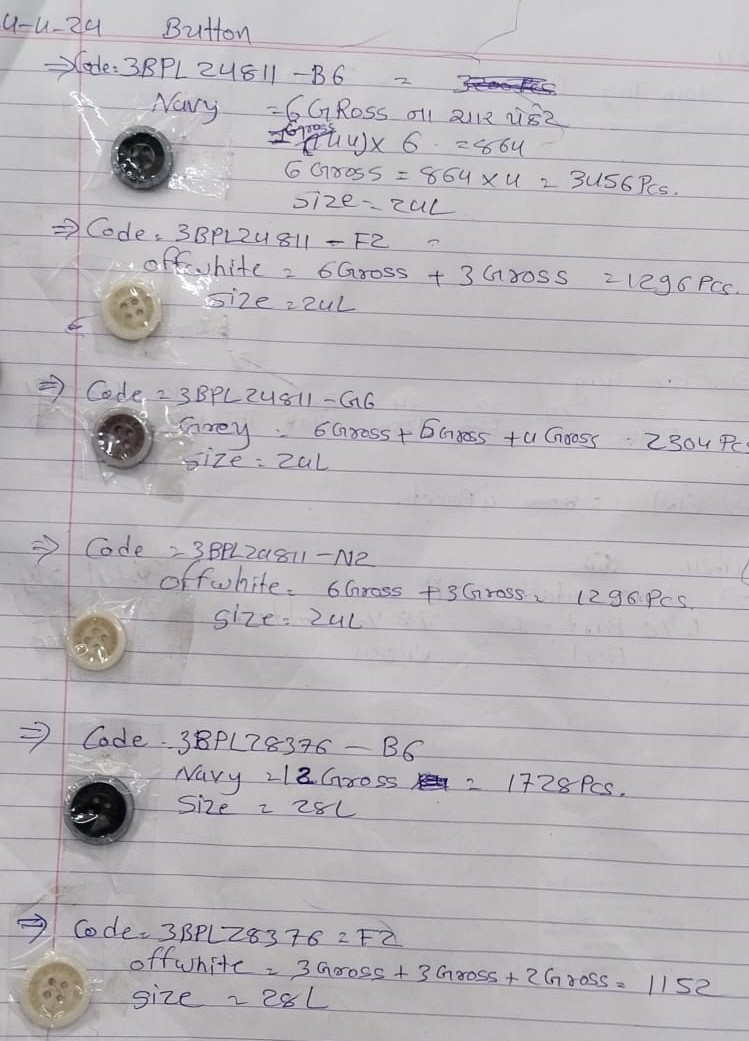 4-4-24 Button
⇒ Code: 3BPL24811 - B6 =
Navy = 6 GRoss ના ચાર પેકેટ
(144) × 6 = 864
6 Gross = 864 × 4 = 3456 Pcs.
Size = 24L
⇒ Code = 3BPL24811 - F2 =
offwhite = 6 Gross + 3 Gross = 1296 Pcs.
Size = 24L
⇒ Code = 3BPL24811 - G6
Grey = 6 Gross + 6 Gross + 4 Gross = 2304 Pcs
Size = 24L
⇒ Code = 3BPL24811 - N2
offwhite = 6 Gross + 3 Gross = 1296 Pcs.
Size = 24L
⇒ Code = 3BPL28376 - B6
Navy = 12 Gross = 1728 Pcs.
Size = 28L
⇒ Code = 3BPL28376 = F2
offwhite = 3 Gross + 3 Gross + 2 Gross = 1152
Size = 28L